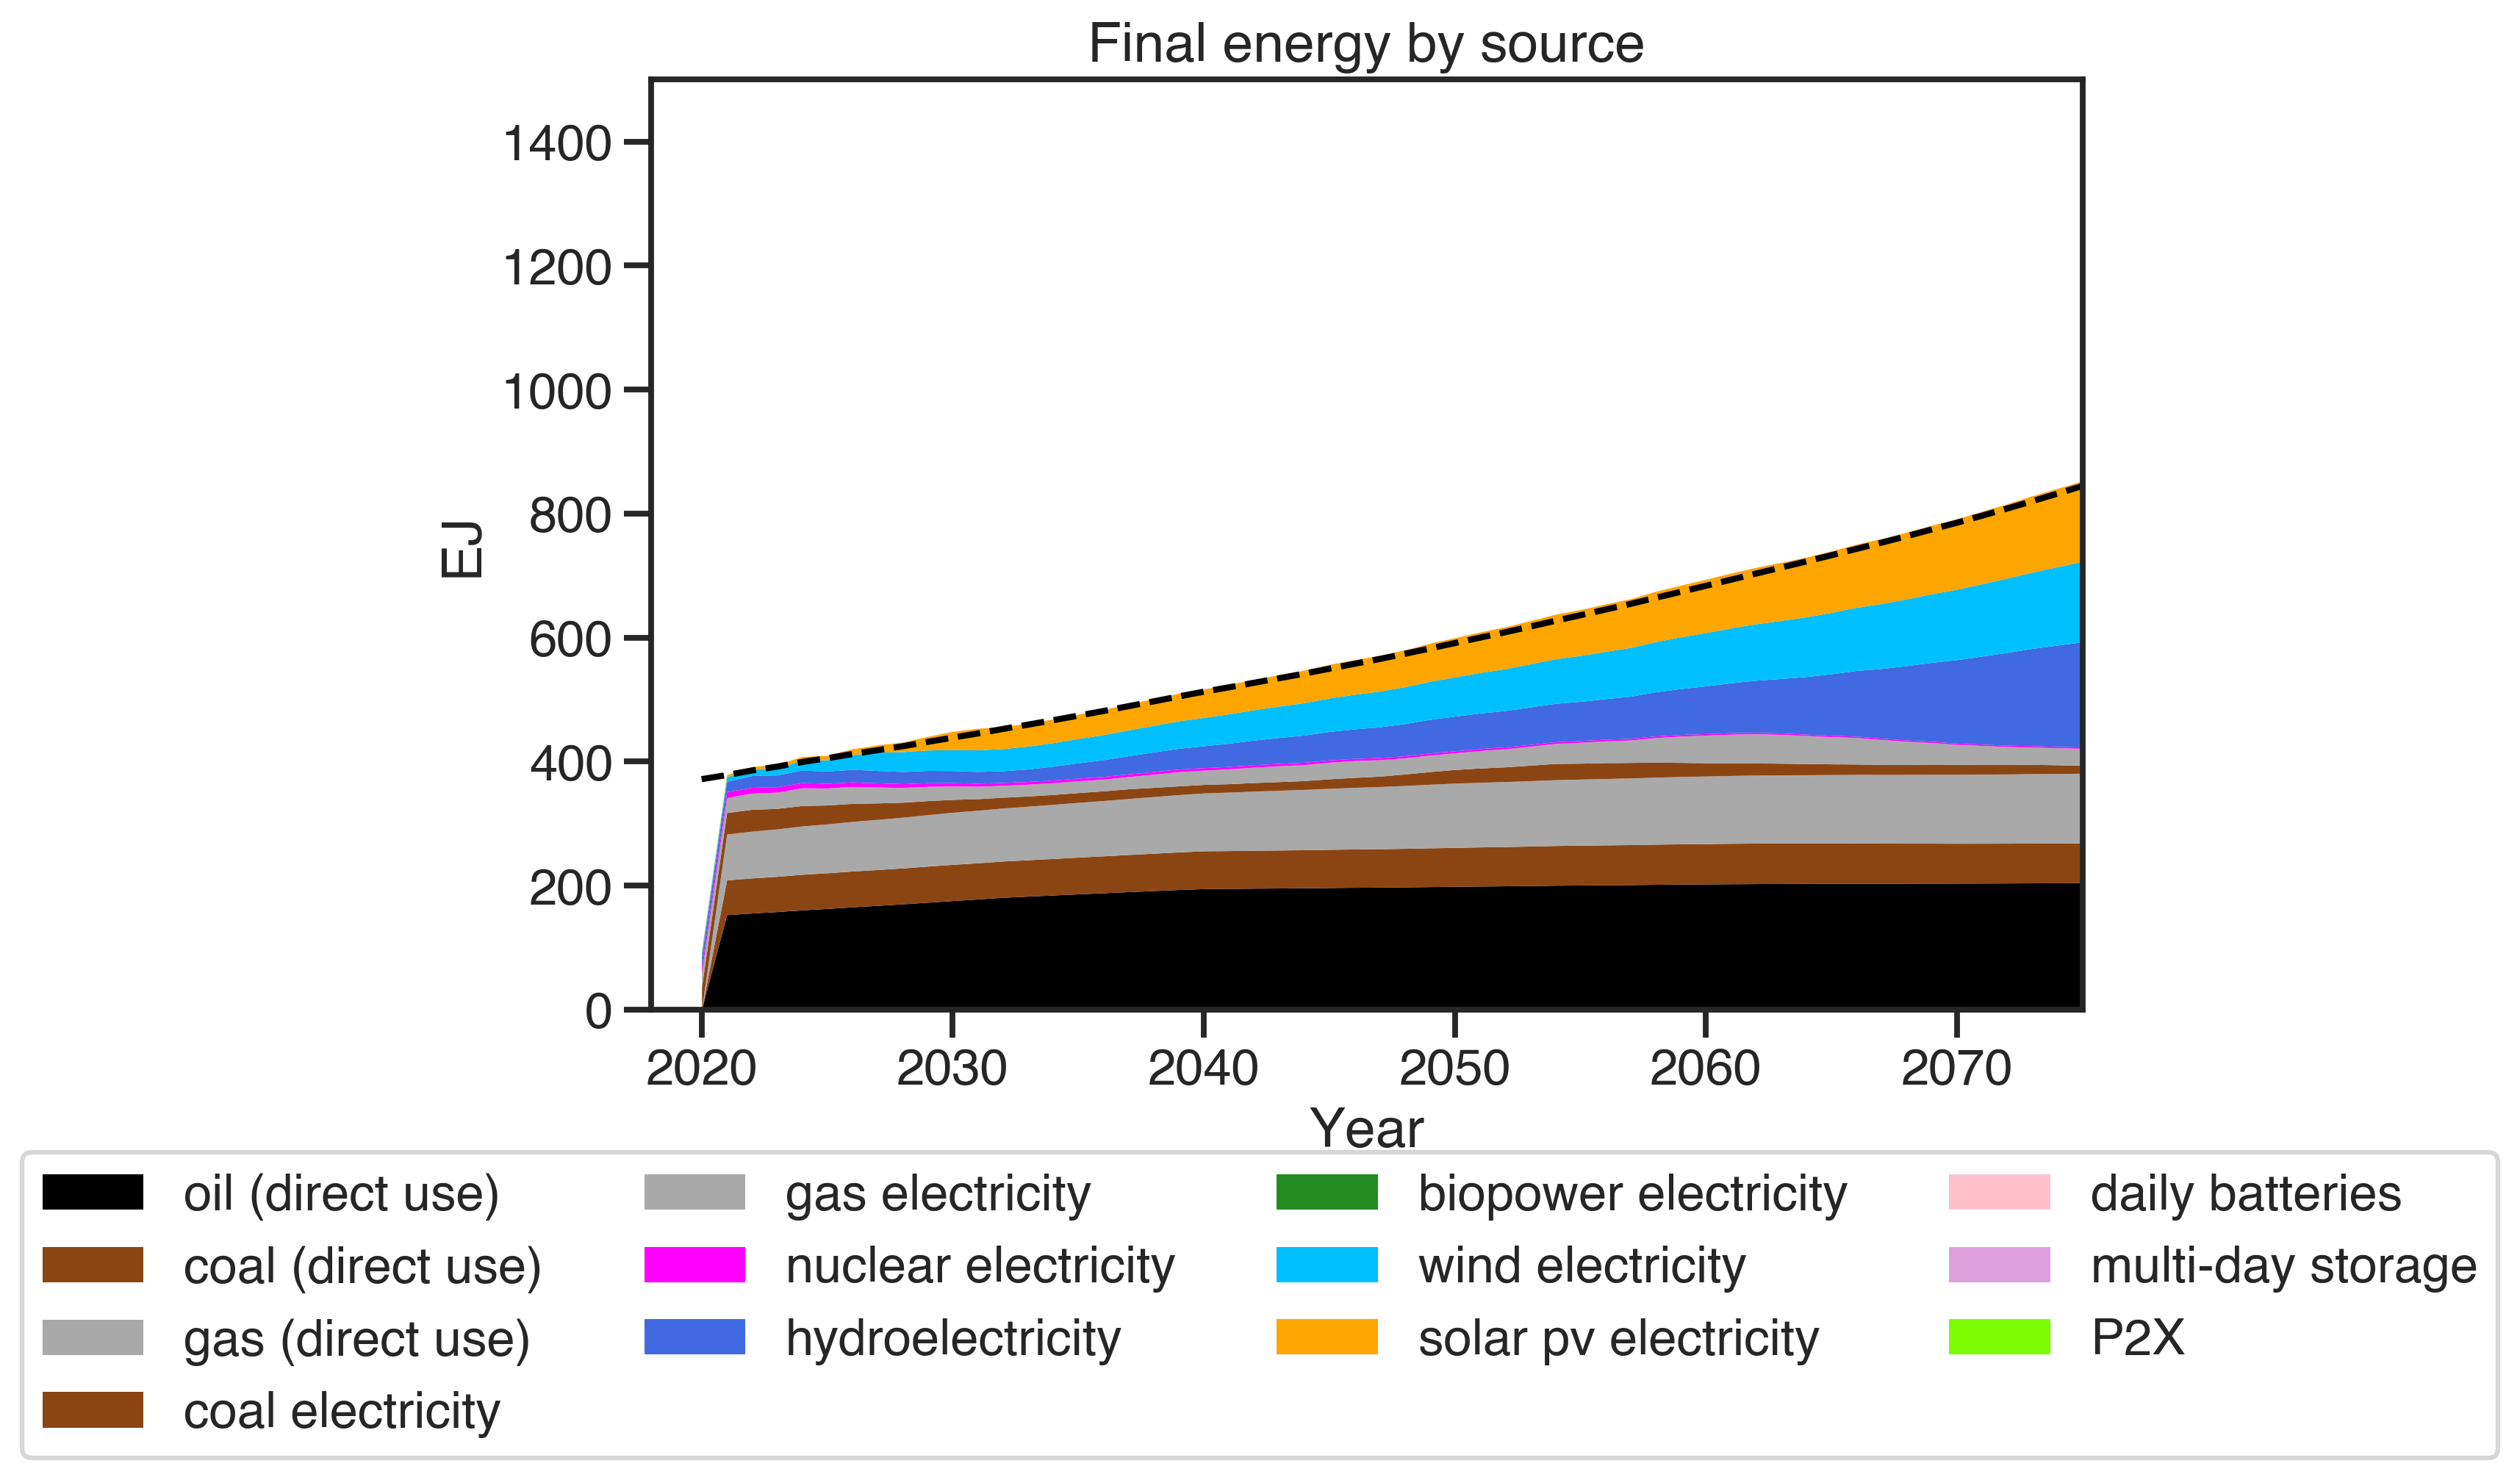 Final energy by source
1400
1200
1000
800
600
400
200
0
EJ
2020 2030 2040 2050 2060 2070
Year
oil (direct use)
coal (direct use)
gas (direct use)
coal electricity
gas electricity
nuclear electricity
hydroelectricity
biopower electricity
wind electricity
solar pv electricity
daily batteries
multi-day storage
P2X